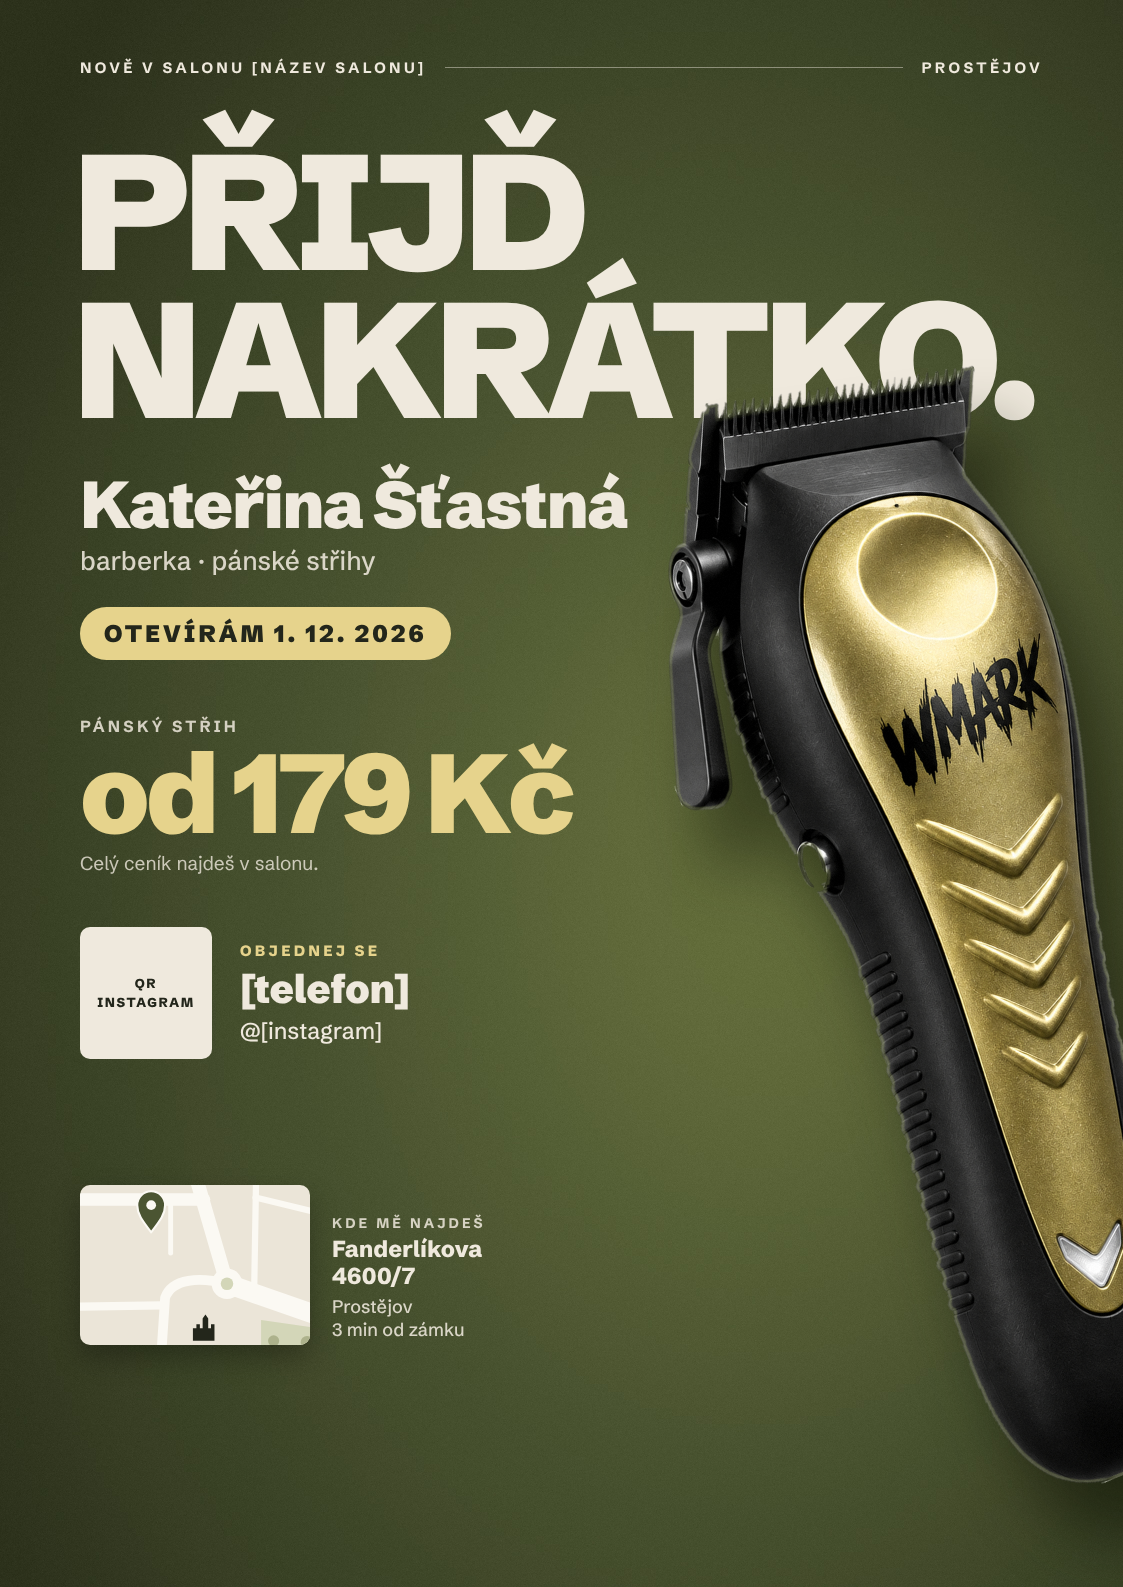 NOVĚ V SALONU [NÁZEV SALONU]
PROSTĚJOV
PŘIJĎ
NAKRÁTKO.
Kateřina Šťastná
barberka · pánské střihy
OTEVÍRÁM 1. 12. 2026
WMARK
PÁNSKÝ STŘIH
od 179 Kč
Celý ceník najdeš v salonu.
QR
INSTAGRAM
OBJEDNEJ SE
[telefon]
@[instagram]
KDE MĚ NAJDEŠ
Fanderlíkova
4600/7
Prostějov
3 min od zámku